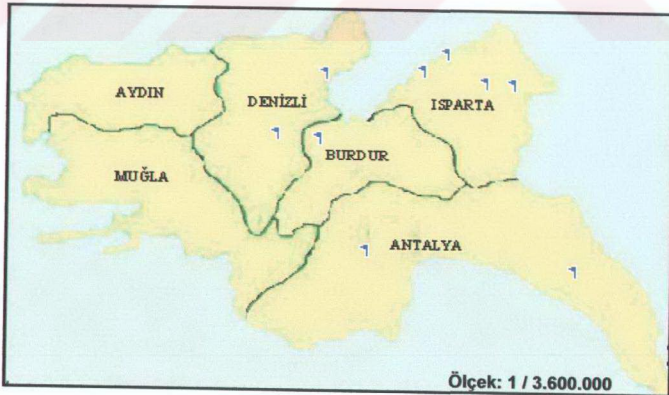 AYDIN
DENİZLİ
ISPARTA
BURDUR
MUĞLA
ANTALYA
Ölçek: 1 / 3.600.000